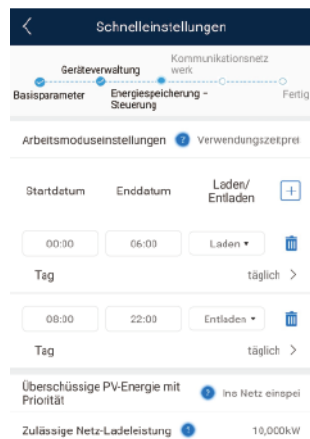 Schnelleinstellungen
Kommunikationsnetz
Geräteverwaltung
werk
Basisparameter
Energiespeicherung -
Fertig
Steuerung
Arbeitsmoduseinstellungen ? Verwendungszeitprei
Startdatum Enddatum Laden/
Entladen
00:00 06:00 Laden
Tag täglich >
08:00 22:00 Entladen
Tag täglich >
Überschüssige PV-Energie mit
Priorität ? Ins Netz einspei
Zulässige Netz-Ladeleistung 10,000kW